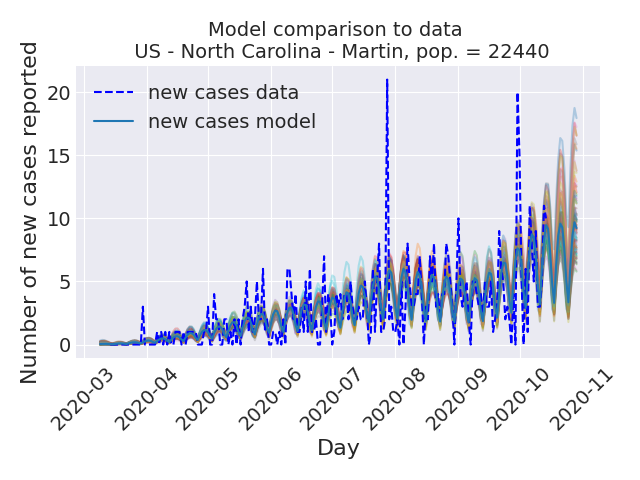 Model comparison to data
US - North Carolina - Martin, pop. = 22440
Number of new cases reported
20
15
10
5
0
new cases data
new cases model
2020-03
2020-04
2020-05
2020-06
2020-07
2020-08
2020-09
2020-10
2020-11
Day